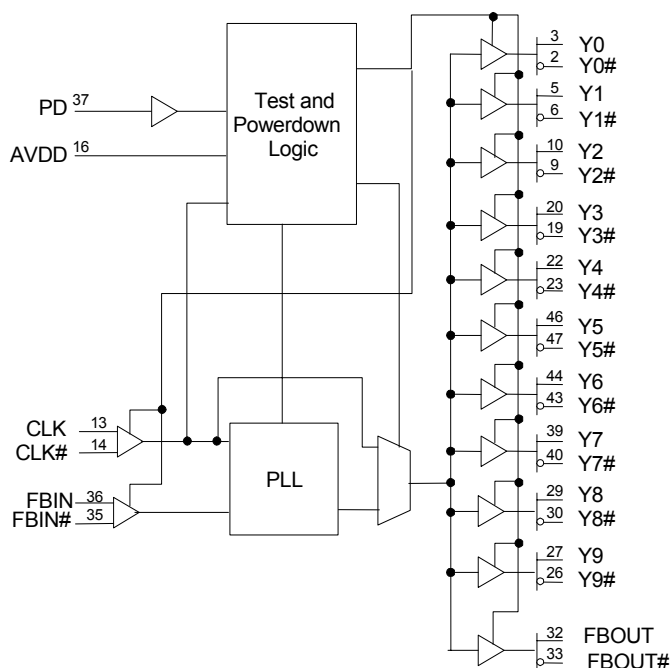 3 Y0
2 Y0#
5 Y1
6 Y1#
10 Y2
9 Y2#
20 Y3
19 Y3#
22 Y4
23 Y4#
46 Y5
47 Y5#
44 Y6
43 Y6#
39 Y7
40 Y7#
29 Y8
30 Y8#
27 Y9
26 Y9#
32 FBOUT
33 FBOUT#
PD 37
AVDD 16
Test and
Powerdown
Logic
CLK 13
CLK# 14
FBIN 36
FBIN# 35
PLL